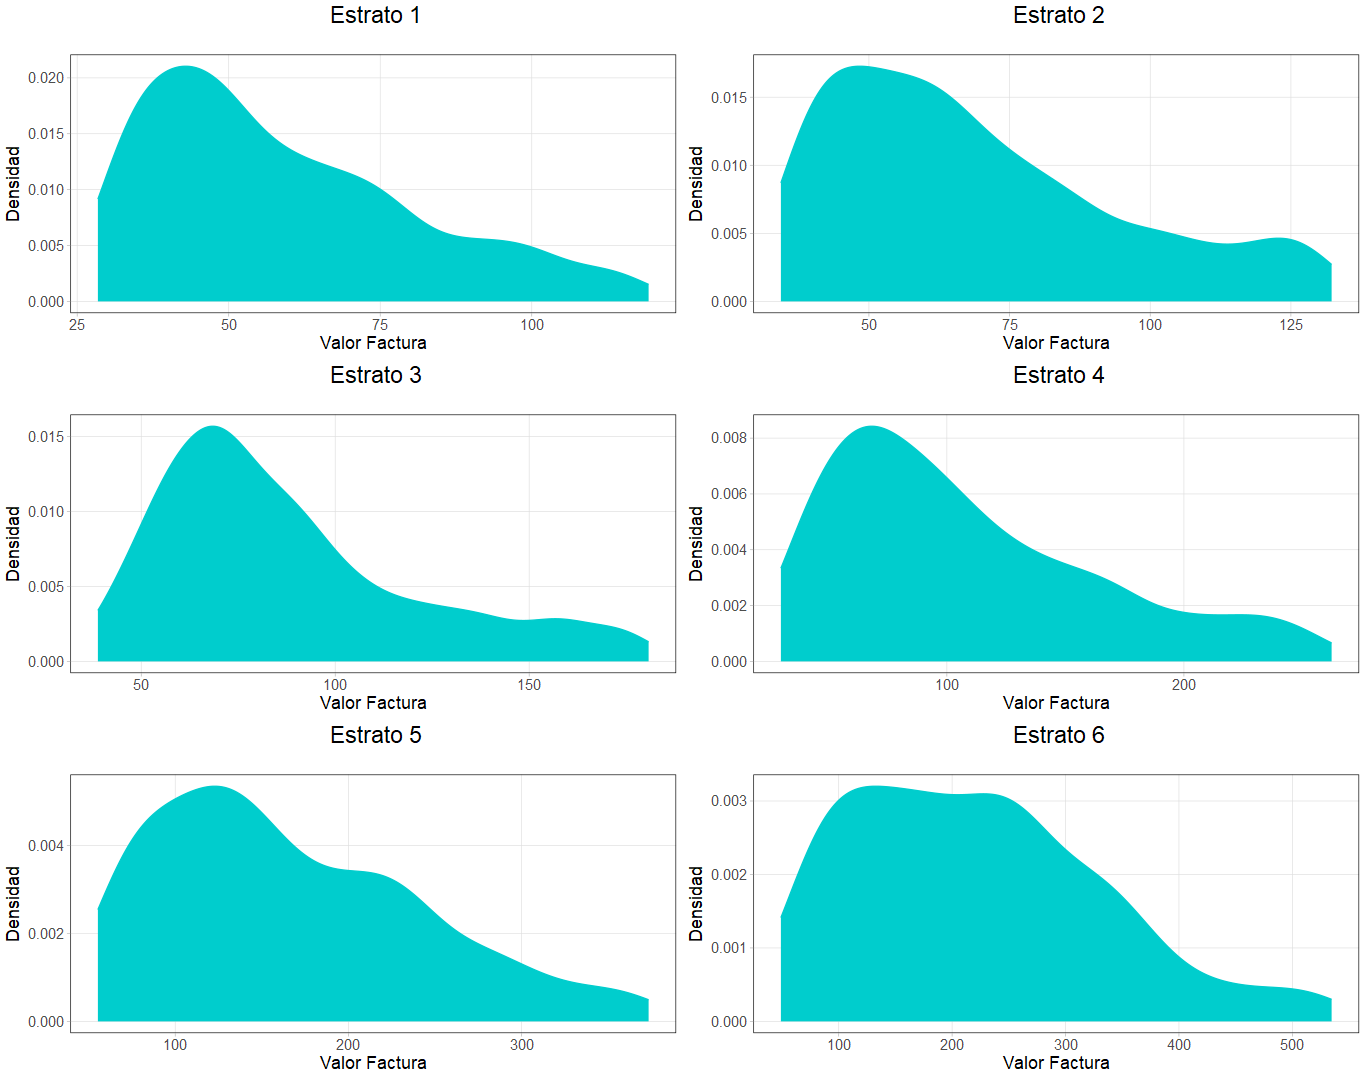 Estrato 1
0.020
0.015
0.010
0.005
0.000
Densidad
25 50 75 100
Valor Factura
Estrato 2
0.015
0.010
0.005
0.000
Densidad
50 75 100 125
Valor Factura
Estrato 3
0.015
0.010
0.005
0.000
Densidad
50 100 150
Valor Factura
Estrato 4
0.008
0.006
0.004
0.002
0.000
Densidad
100 200
Valor Factura
Estrato 5
0.004
0.002
0.000
Densidad
100 200 300
Valor Factura
Estrato 6
0.003
0.002
0.001
0.000
Densidad
100 200 300 400 500
Valor Factura